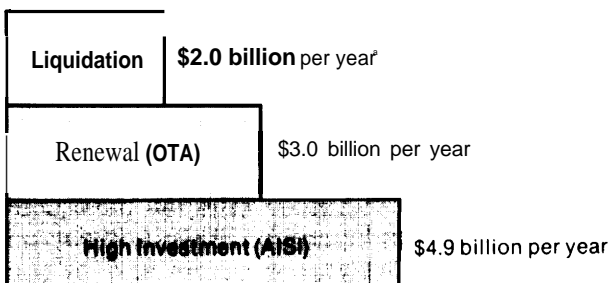 Liquidation $2.0 billion per yearª
Renewal (OTA) $3.0 billion per year
High Investment (AISI) $4.9 billion per year